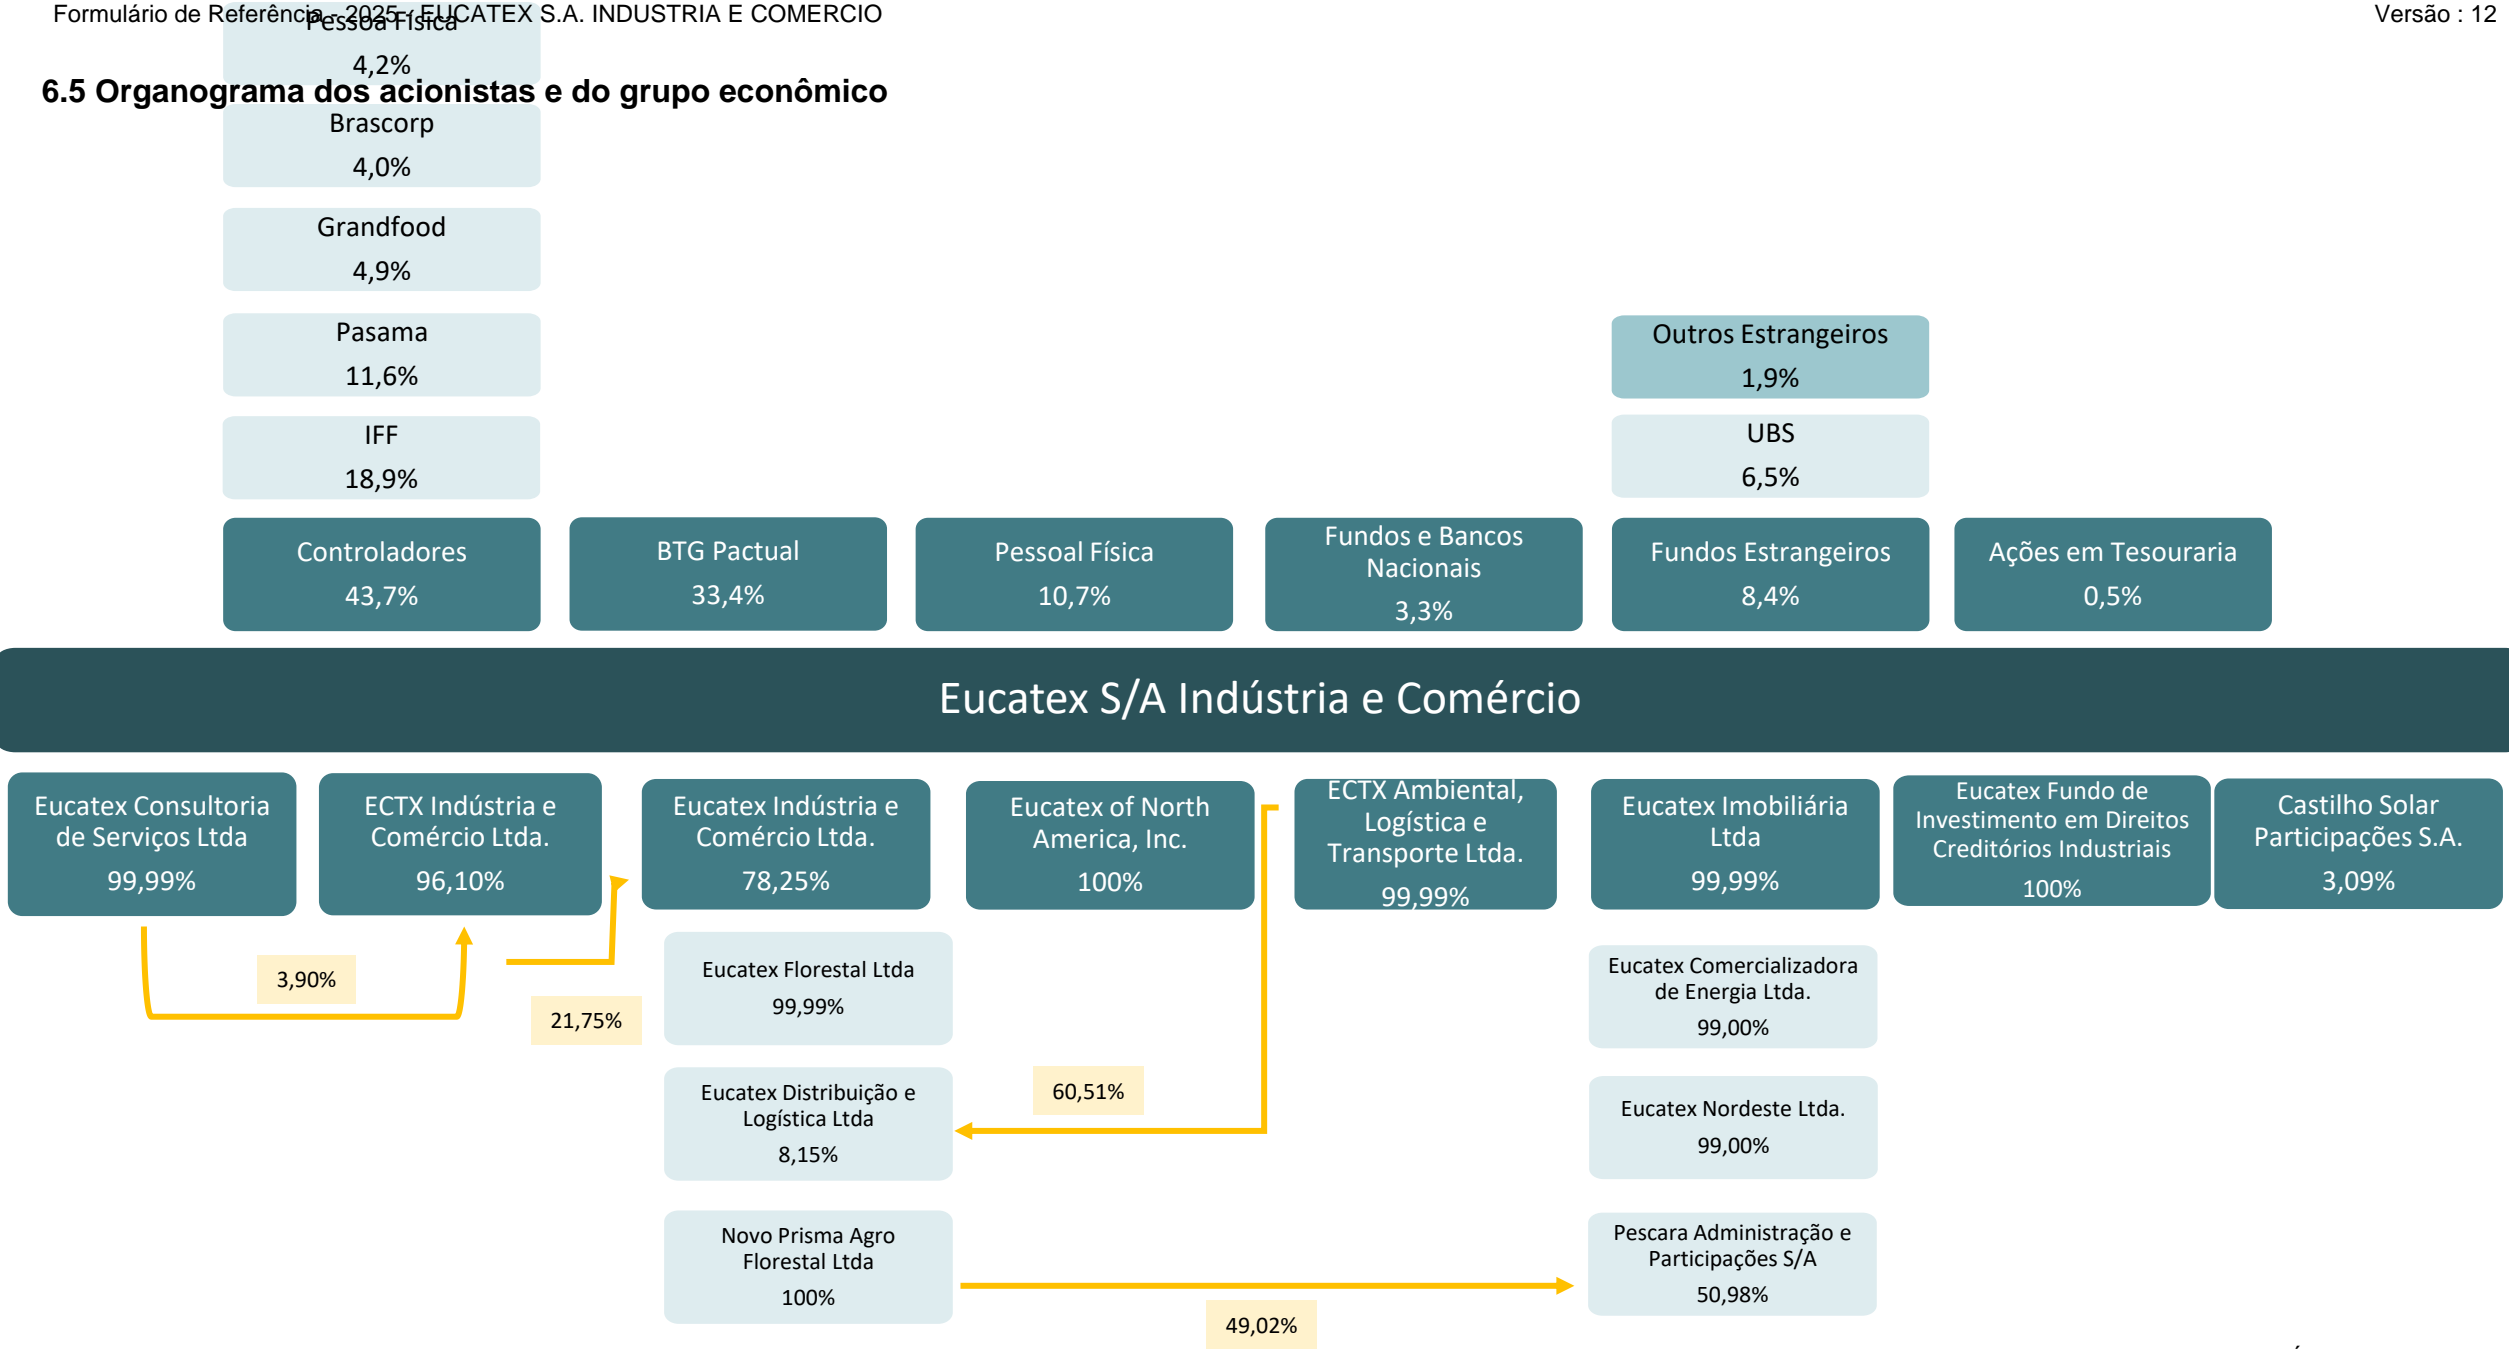 Formulário de Referência - 2025 - EUCATEX S.A. INDUSTRIA E COMERCIO
Versão : 12
Pessoa Física
4,2%
6.5 Organograma dos acionistas e do grupo econômico
Brascorp
4,0%
Grandfood
4,9%
Pasama
11,6%
IFF
18,9%
Outros Estrangeiros
1,9%
UBS
6,5%
Controladores
43,7%
BTG Pactual
33,4%
Pessoal Física
10,7%
Fundos e Bancos
Nacionais
3,3%
Fundos Estrangeiros
8,4%
Ações em Tesouraria
0,5%
Eucatex S/A Indústria e Comércio
Eucatex Consultoria
de Serviços Ltda
99,99%
ECTX Indústria e
Comércio Ltda.
96,10%
Eucatex Indústria e
Comércio Ltda.
78,25%
Eucatex of North
America, Inc.
100%
ECTX Ambiental,
Logística e
Transporte Ltda.
99,99%
Eucatex Imobiliária
Ltda
99,99%
Eucatex Fundo de
Investimento em Direitos
Creditórios Industriais
100%
Castilho Solar
Participações S.A.
3,09%
3,90%
21,75%
Eucatex Florestal Ltda
99,99%
Eucatex Distribuição e
Logística Ltda
8,15%
Novo Prisma Agro
Florestal Ltda
100%
60,51%
49,02%
Eucatex Comercializadora
de Energia Ltda.
99,00%
Eucatex Nordeste Ltda.
99,00%
Pescara Administração e
Participações S/A
50,98%